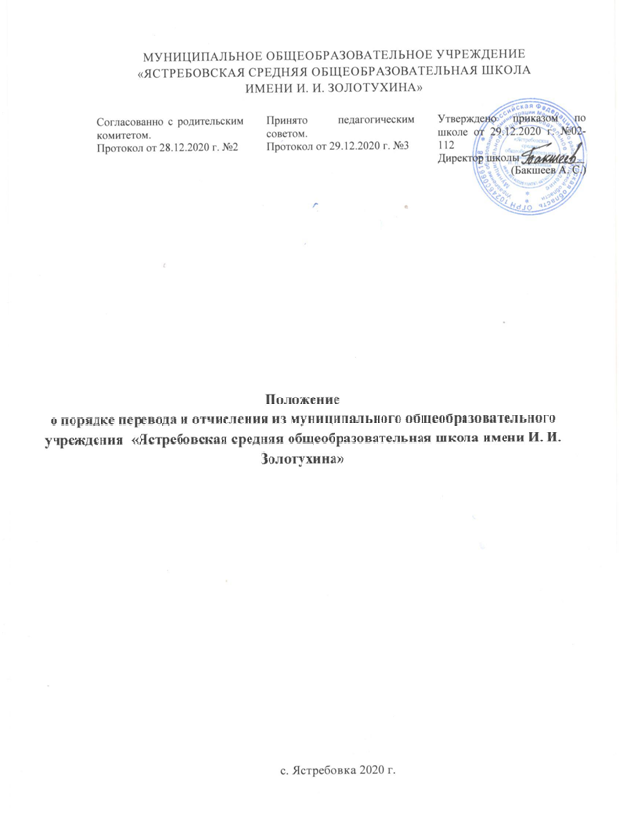 МУНИЦИПАЛЬНОЕ ОБЩЕОБРАЗОВАТЕЛЬНОЕ УЧРЕЖДЕНИЕ
«ЯСТРЕБОВСКАЯ СРЕДНЯЯ ОБЩЕОБРАЗОВАТЕЛЬНАЯ ШКОЛА
ИМЕНИ И. И. ЗОЛОТУХИНА»
Согласованно с родительским
комитетом.
Протокол от 28.12.2020 г. №2
Принято педагогическим
советом.
Протокол от 29.12.2020 г. №3
Утверждено приказом по
школе от 29.12.2020 г. №02-
112
Директор школы Бакшеев
(Бакшеев А. С.)
Положение
о порядке перевода и отчисления из муниципального общеобразовательного
учреждения «Ястребовская средняя общеобразовательная школа имени И. И.
Золотухина»
с. Ястребовка 2020 г.